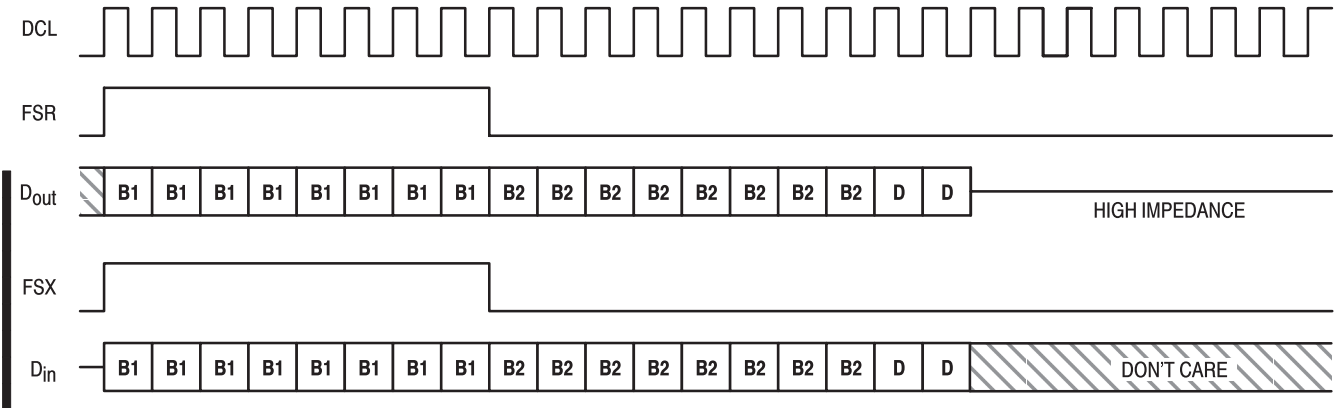 DCL
FSR
Dout B1 B1 B1 B1 B1 B1 B1 B1 B2 B2 B2 B2 B2 B2 B2 B2 D D
HIGH IMPEDANCE
FSX
Din B1 B1 B1 B1 B1 B1 B1 B1 B2 B2 B2 B2 B2 B2 B2 B2 D D DON'T CARE